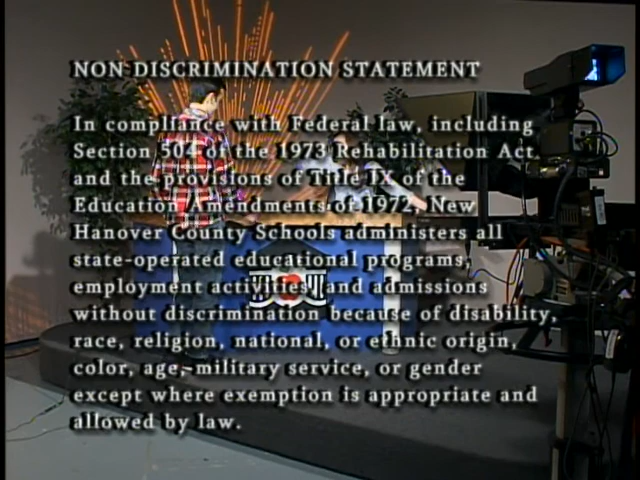 NON DISCRIMINATION STATEMENT
In compliance with Federal law, including
Section 504 of the 1973 Rehabilitation Act
and the provisions of Title IX of the
Education Amendments of 1972, New
Hanover County Schools administers all
state-operated educational programs,
employment activities, and admissions
without discrimination because of disability,
race, religion, national, or ethnic origin,
color, age, military service, or gender
except where exemption is appropriate and
allowed by law.